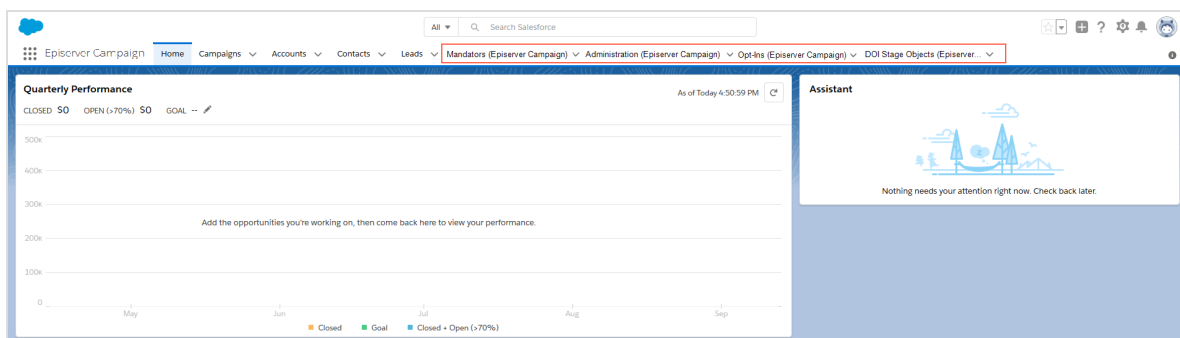 All Search Salesforce
Episerver Campaign Home Campaigns Accounts Contacts Leads Mandators (Episerver Campaign) Administration (Episerver Campaign) Opt-Ins (Episerver Campaign) DOI Stage Objects (Episerver...
Quarterly Performance
As of Today 4:50:59 PM
CLOSED $0 OPEN (>70%) $0 GOAL --
500K
400K
300K
200K
100K
0
Add the opportunities you're working on, then come back here to view your performance.
May Jun Jul Aug Sep
Closed Goal Closed + Open (>70%)
Assistant
Nothing needs your attention right now. Check back later.